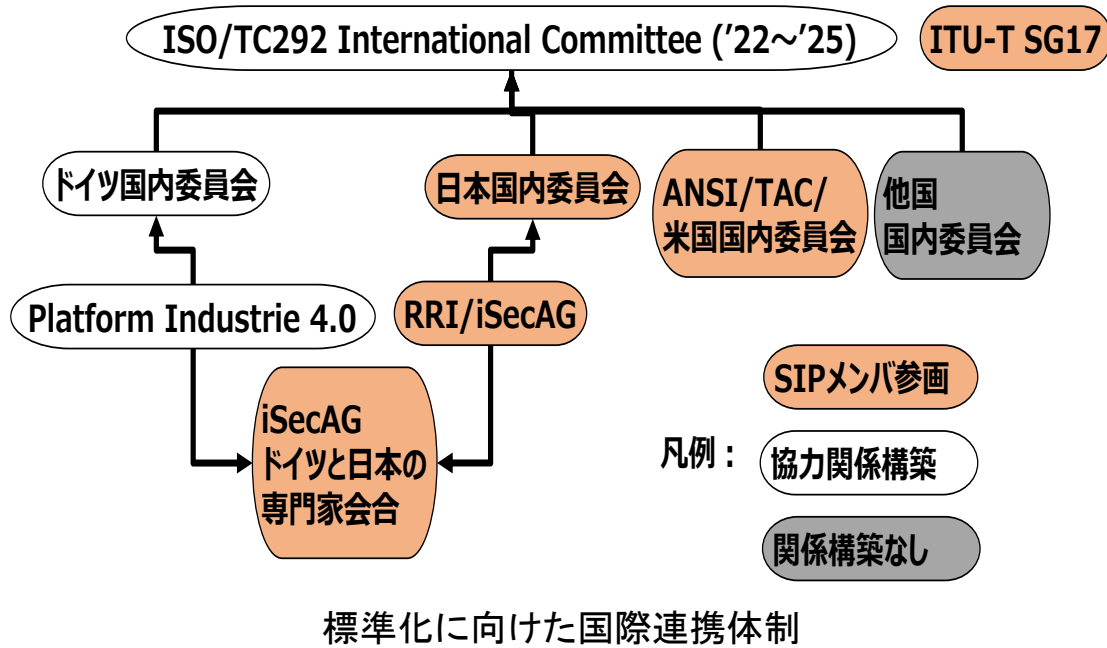 ISO/TC292 International Committee (’22～’25)
ITU-T SG17
ドイツ国内委員会
日本国内委員会
ANSI/TAC/
米国国内委員会
他国
国内委員会
Platform Industrie 4.0
RRI/iSecAG
iSecAG
ドイツと日本の
専門家会合
凡例：
SIPメンバ参画
協力関係構築
関係構築なし
標準化に向けた国際連携体制